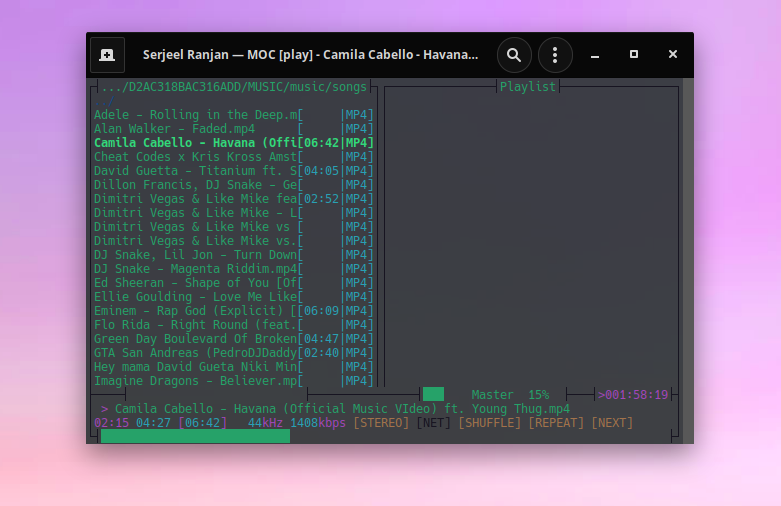 Serjeel Ranjan — MOC [play] - Camila Cabello - Havana...
.../D2AC318BAC316ADD/MUSIC/music/songs
Playlist
../
Adele - Rolling in the Deep.m[     |MP4]
Alan Walker - Faded.mp4      [     |MP4]
Camila Cabello - Havana (Offi[06:42|MP4]
Cheat Codes x Kris Kross Amst[     |MP4]
David Guetta - Titanium ft. S[04:05|MP4]
Dillon Francis, DJ Snake - Ge[     |MP4]
Dimitri Vegas & Like Mike fea[02:52|MP4]
Dimitri Vegas & Like Mike - L[     |MP4]
Dimitri Vegas & Like Mike vs [     |MP4]
Dimitri Vegas & Like Mike vs.[     |MP4]
DJ Snake, Lil Jon - Turn Down[     |MP4]
DJ Snake - Magenta Riddim.mp4[     |MP4]
Ed Sheeran - Shape of You [Of[     |MP4]
Ellie Goulding - Love Me Like[     |MP4]
Eminem - Rap God (Explicit) [[06:09|MP4]
Flo Rida - Right Round (feat.[     |MP4]
Green Day Boulevard Of Broken[04:47|MP4]
GTA San Andreas (PedroDJDaddy[02:40|MP4]
Hey mama David Gueta Niki Min[     |MP4]
Imagine Dragons - Believer.mp[     |MP4]
Master  15%
>001:58:19
> Camila Cabello - Havana (Official Music VIdeo) ft. Young Thug.mp4
02:15 04:27 [06:42]   44kHz 1408kbps [STEREO] [NET] [SHUFFLE] [REPEAT] [NEXT]